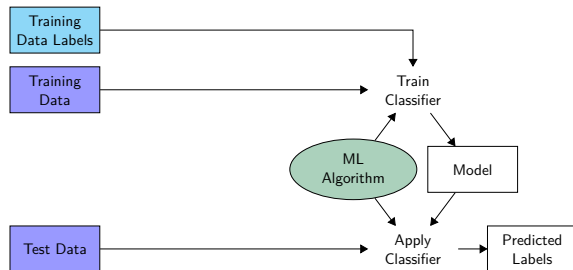 Training
Data Labels
Training
Data
Train
Classifier
ML
Algorithm
Model
Test Data
Apply
Classifier
Predicted
Labels